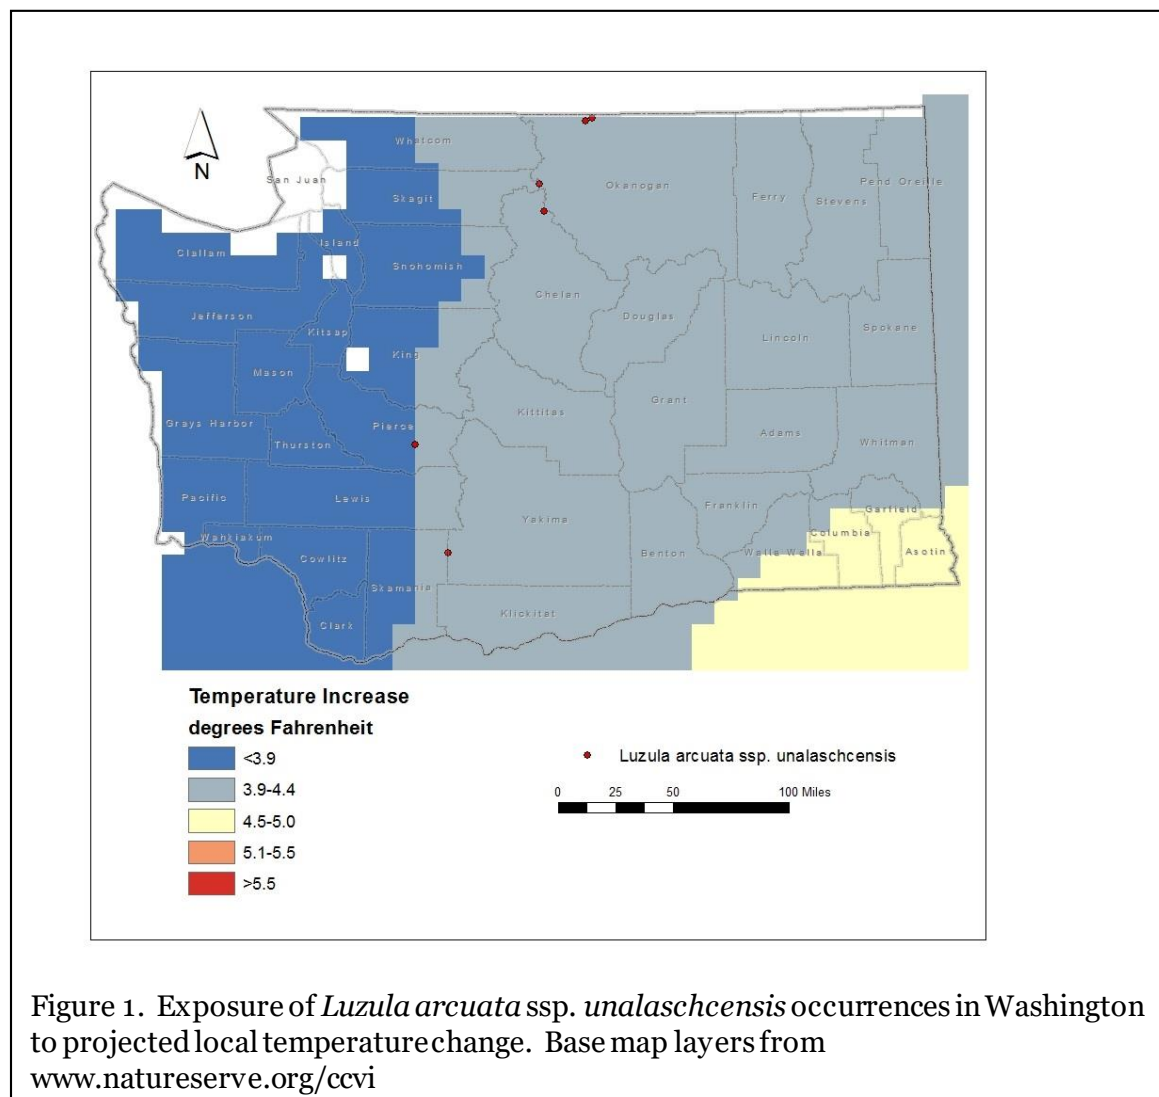 N
Whatcom
San Juan
Skagit
Okanogan
Ferry
Stevens
Pend Oreille
Clallam
Island
Snohomish
Chelan
Douglas
Jefferson
Kitsap
King
Lincoln
Spokane
Mason
Grays Harbor
Thurston
Pierce
Kittitas
Grant
Adams
Whitman
Pacific
Lewis
Yakima
Franklin
Garfield
Wahkiakum
Cowlitz
Skamania
Benton
Walla Walla
Columbia
Asotin
Clark
Klickitat
Temperature Increase
degrees Fahrenheit
<3.9
3.9-4.4
4.5-5.0
5.1-5.5
>5.5
Luzula arcuata ssp. unalaschcensis
0 25 50 100 Miles
Figure 1. Exposure of Luzula arcuata ssp. unalaschcensis occurrences in Washington
to projected local temperature change. Base map layers from
www.natureserve.org/ccvi